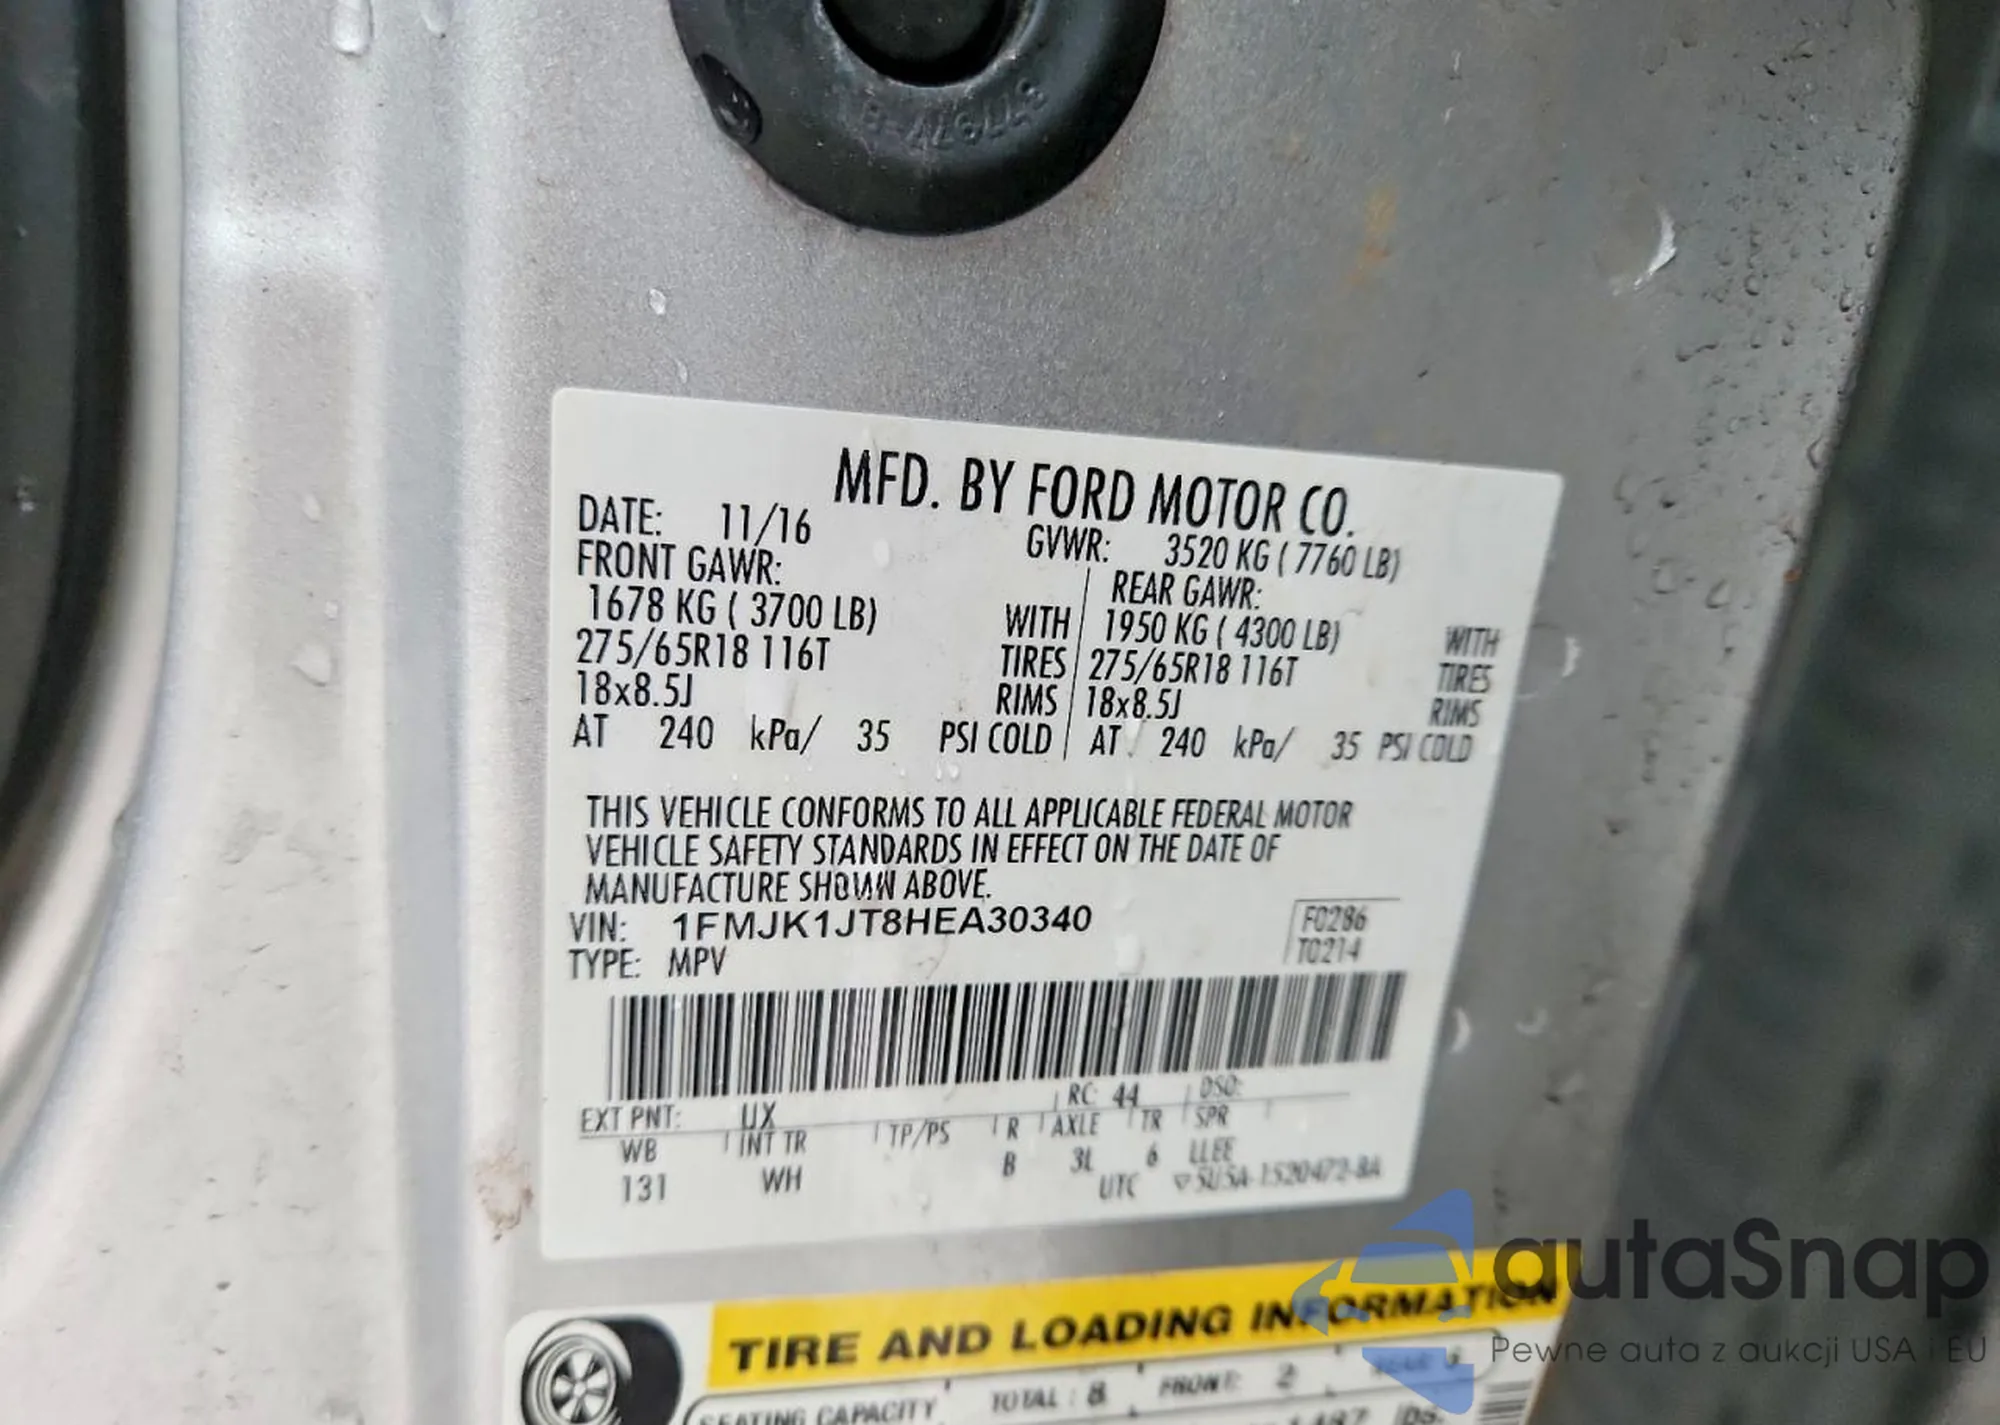 37797-8
MFD. BY FORD MOTOR CO.
DATE: 11/16 GVWR: 3520 KG ( 7760 LB)
FRONT GAWR: REAR GAWR:
1678 KG ( 3700 LB) WITH 1950 KG ( 4300 LB) WITH
275/65R18 116T TIRES 275/65R18 116T TIRES
18x8.5J RIMS 18x8.5J RIMS
AT 240 kPa/ 35 PSI COLD AT 240 kPa/ 35 PSI COLD
THIS VEHICLE CONFORMS TO ALL APPLICABLE FEDERAL MOTOR
VEHICLE SAFETY STANDARDS IN EFFECT ON THE DATE OF
MANUFACTURE SHOWN ABOVE.
VIN: 1FMJK1JT8HEA30340 F0286
TYPE: MPV T0214
EXT PNT: UX RC: 44 DSO:
WB INT TR TP/PS R AXLE TR SPR
131 WH B 3L 6 LLEE
UTC ▽5U5A-1520472-BA
TIRE AND LOADING INFORMATION
SEATING CAPACITY TOTAL : 8 FRONT: 2
autaSnap
Pewne auta z aukcji USA i EU